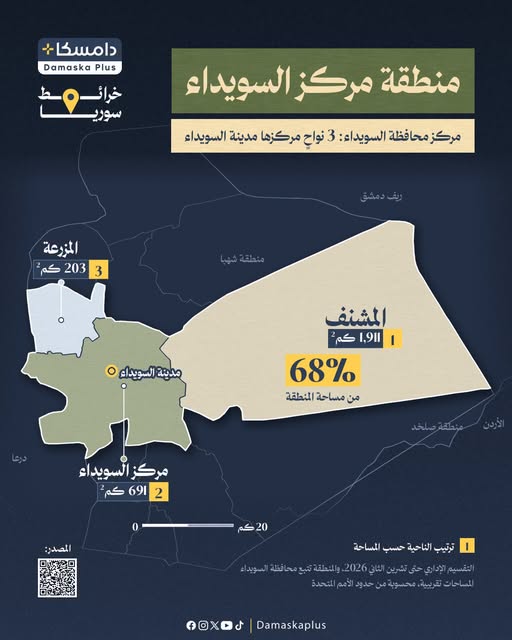 دامسكا+
Damaska Plus
خرائط
سوريا
منطقة مركز السويداء
مركز محافظة السويداء: 3 نواحٍ مركزها مدينة السويداء
ريف دمشق
منطقة شهبا
المزرعة
3 203 كم²
المشنف
1 1,911 كم²
68%
من مساحة المنطقة
مدينة السويداء
الأردن
منطقة صلخد
درعا
مركز السويداء
2 691 كم²
0 20 كم
1 ترتيب الناحية حسب المساحة
التقسيم الإداري حتى تشرين الثاني 2026، والمنطقة تتبع محافظة السويداء
المساحات تقريبية، محسوبة من حدود الأمم المتحدة
المصدر:
Damaskaplus